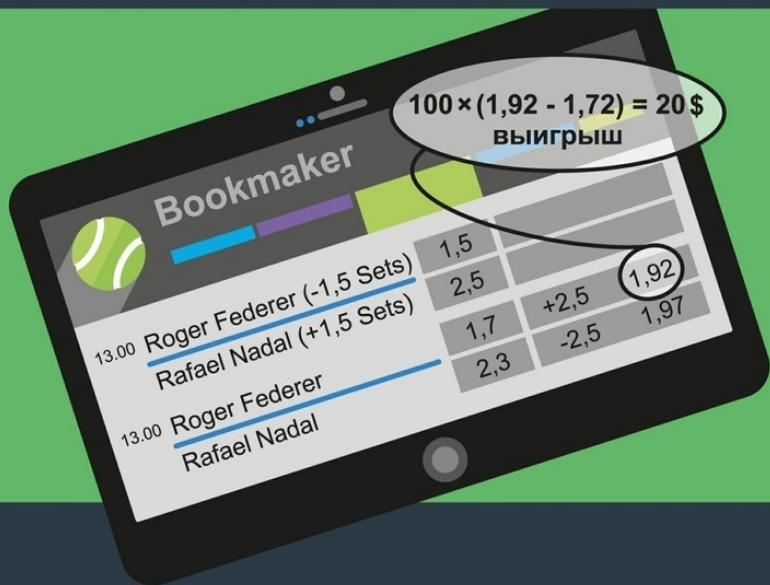 100×(1,92 - 1,72) = 20$
выигрыш
Bookmaker
13.00 Roger Federer (-1,5 Sets) 1,5
Rafael Nadal (+1,5 Sets) 2,5
13.00 Roger Federer 1,7 +2,5 1,92
Rafael Nadal 2,3 -2,5 1,97